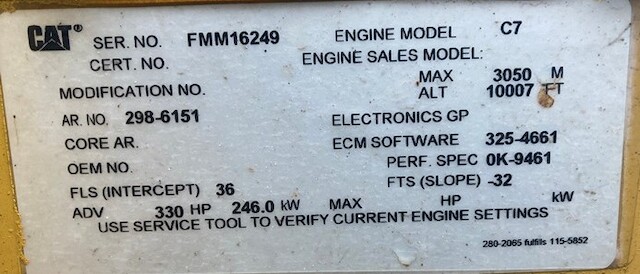 CAT® SER. NO. FMM16249 ENGINE MODEL C7
CERT. NO. ENGINE SALES MODEL:
MODIFICATION NO. MAX ALT 3050 M 10007 FT
AR. NO. 298-6151 ELECTRONICS GP
CORE AR. ECM SOFTWARE 325-4661
OEM NO. PERF. SPEC 0K-9461
FLS (INTERCEPT) 36 FTS (SLOPE) -32
ADV 330 HP 246.0 kW MAX HP kW
USE SERVICE TOOL TO VERIFY CURRENT ENGINE SETTINGS
280-2065 fulfills 115-5852